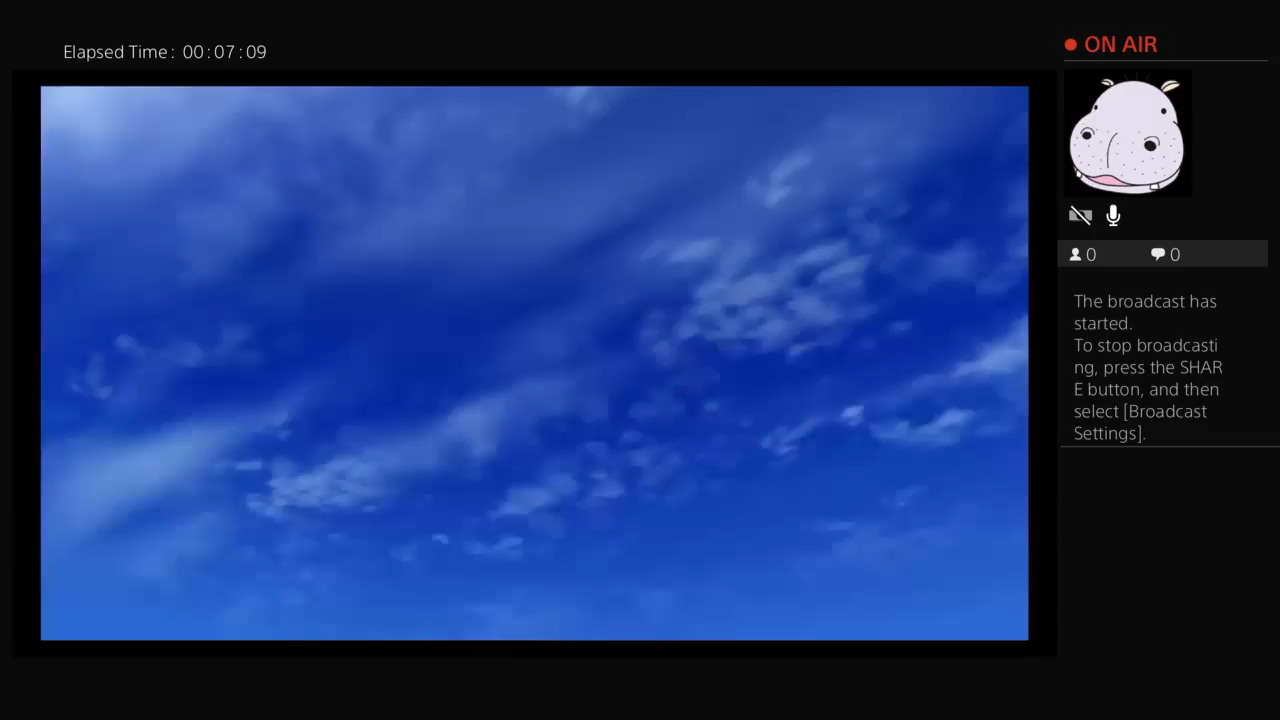 Elapsed Time: 00:07:09
ON AIR
0 0
The broadcast has
started.
To stop broadcasti
ng, press the SHAR
E button, and then
select [Broadcast
Settings].